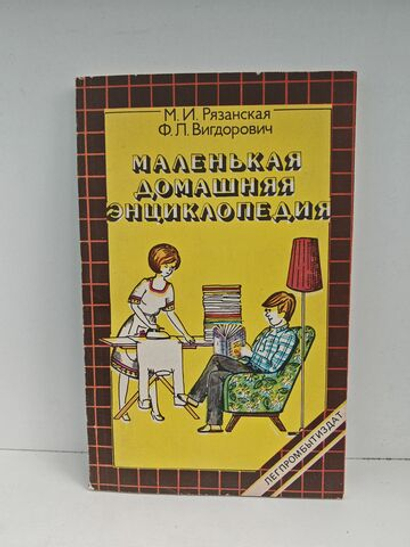 М. И. Рязанская
Ф. Л. Вигдорович
МАЛЕНЬКАЯ
ДОМАШНЯЯ
ЭНЦИКЛОПЕДИЯ
ЛЕГПРОМБЫТИЗДАТ